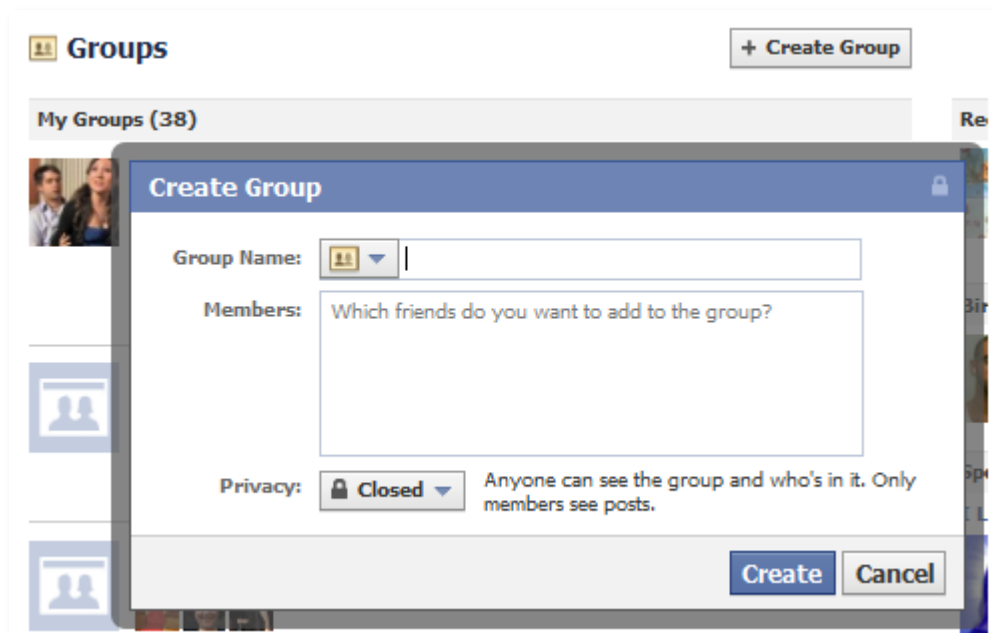 Groups
+ Create Group
My Groups (38)
Create Group
Group Name:
Members:
Which friends do you want to add to the group?
Privacy:
Closed
Anyone can see the group and who's in it. Only
members see posts.
Create
Cancel